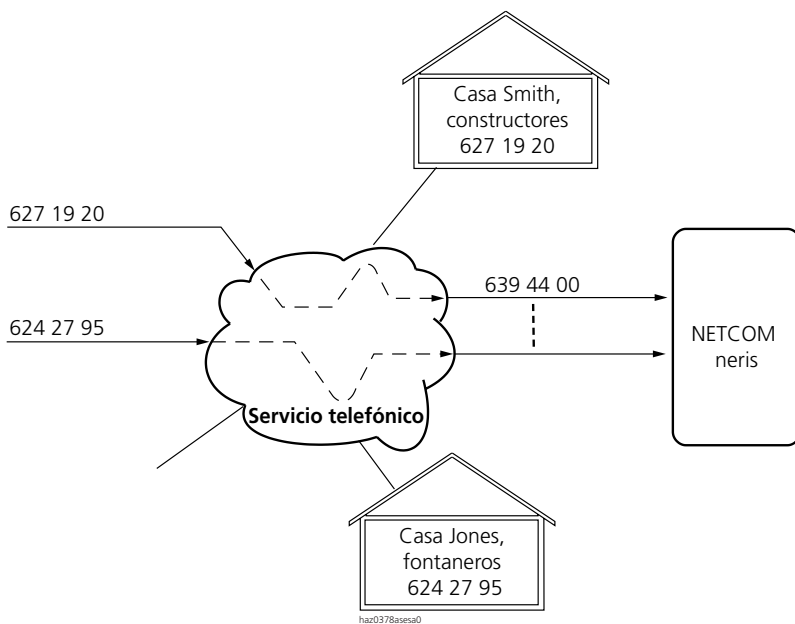 Casa Smith,
constructores
627 19 20
627 19 20
639 44 00
624 27 95
NETCOM
neris
Servicio telefónico
Casa Jones,
fontaneros
624 27 95
haz0378asesa0